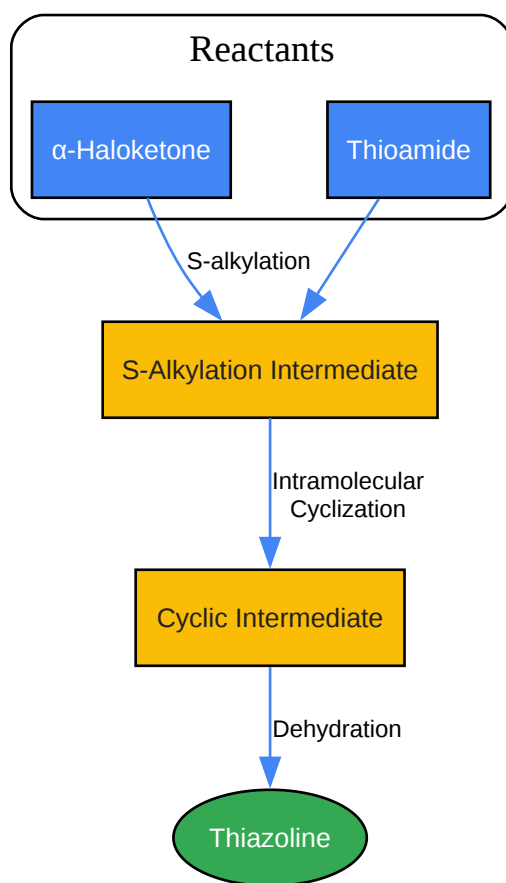 Reactants
α-Haloketone
Thioamide
S-alkylation
S-Alkylation Intermediate
Intramolecular
Cyclization
Cyclic Intermediate
Dehydration
Thiazoline